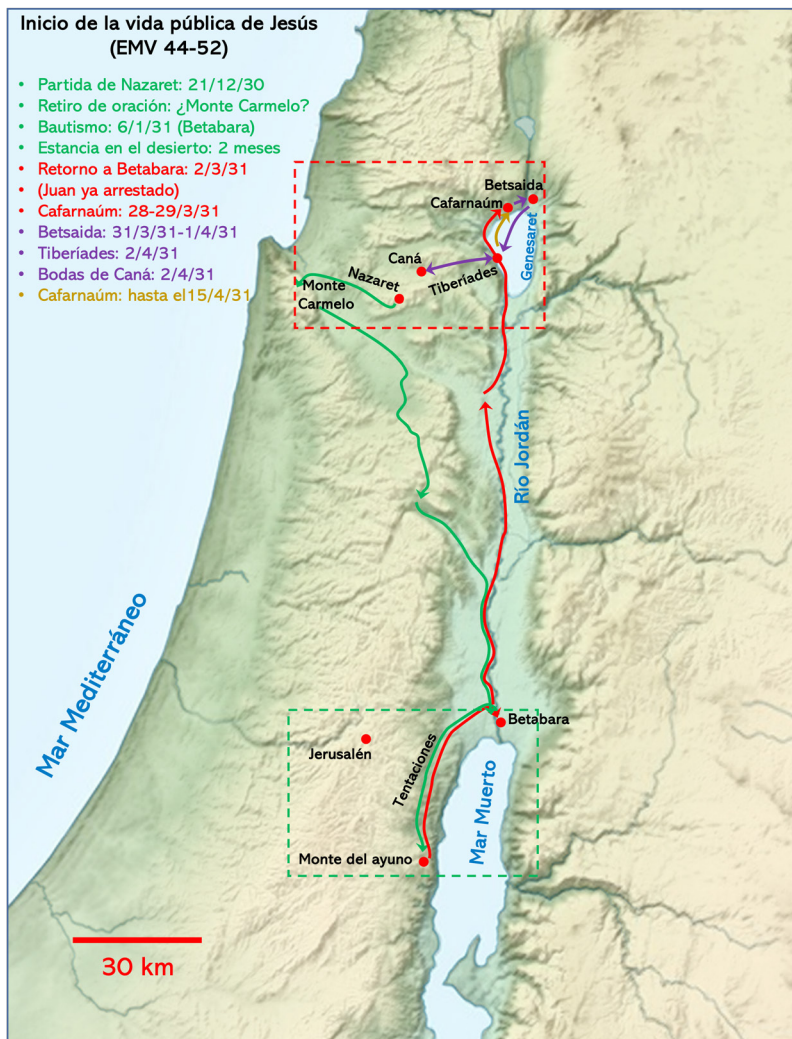 Inicio de la vida pública de Jesús
(EMV 44-52)
• Partida de Nazaret: 21/12/30
• Retiro de oración: ¿Monte Carmelo?
• Bautismo: 6/1/31 (Betabara)
• Estancia en el desierto: 2 meses
• Retorno a Betabara: 2/3/31
• (Juan ya arrestado)
• Cafarnaúm: 28-29/3/31
• Betsaida: 31/3/31-1/4/31
• Tiberíades: 2/4/31
• Bodas de Caná: 2/4/31
• Cafarnaúm: hasta el15/4/31
Betsaida
Cafarnaúm
Genesaret
Caná
Tiberíades
Nazaret
Monte
Carmelo
Río Jordán
Mar Mediterráneo
Betabara
Jerusalén
Tentaciones
Mar Muerto
Monte del ayuno
30 km